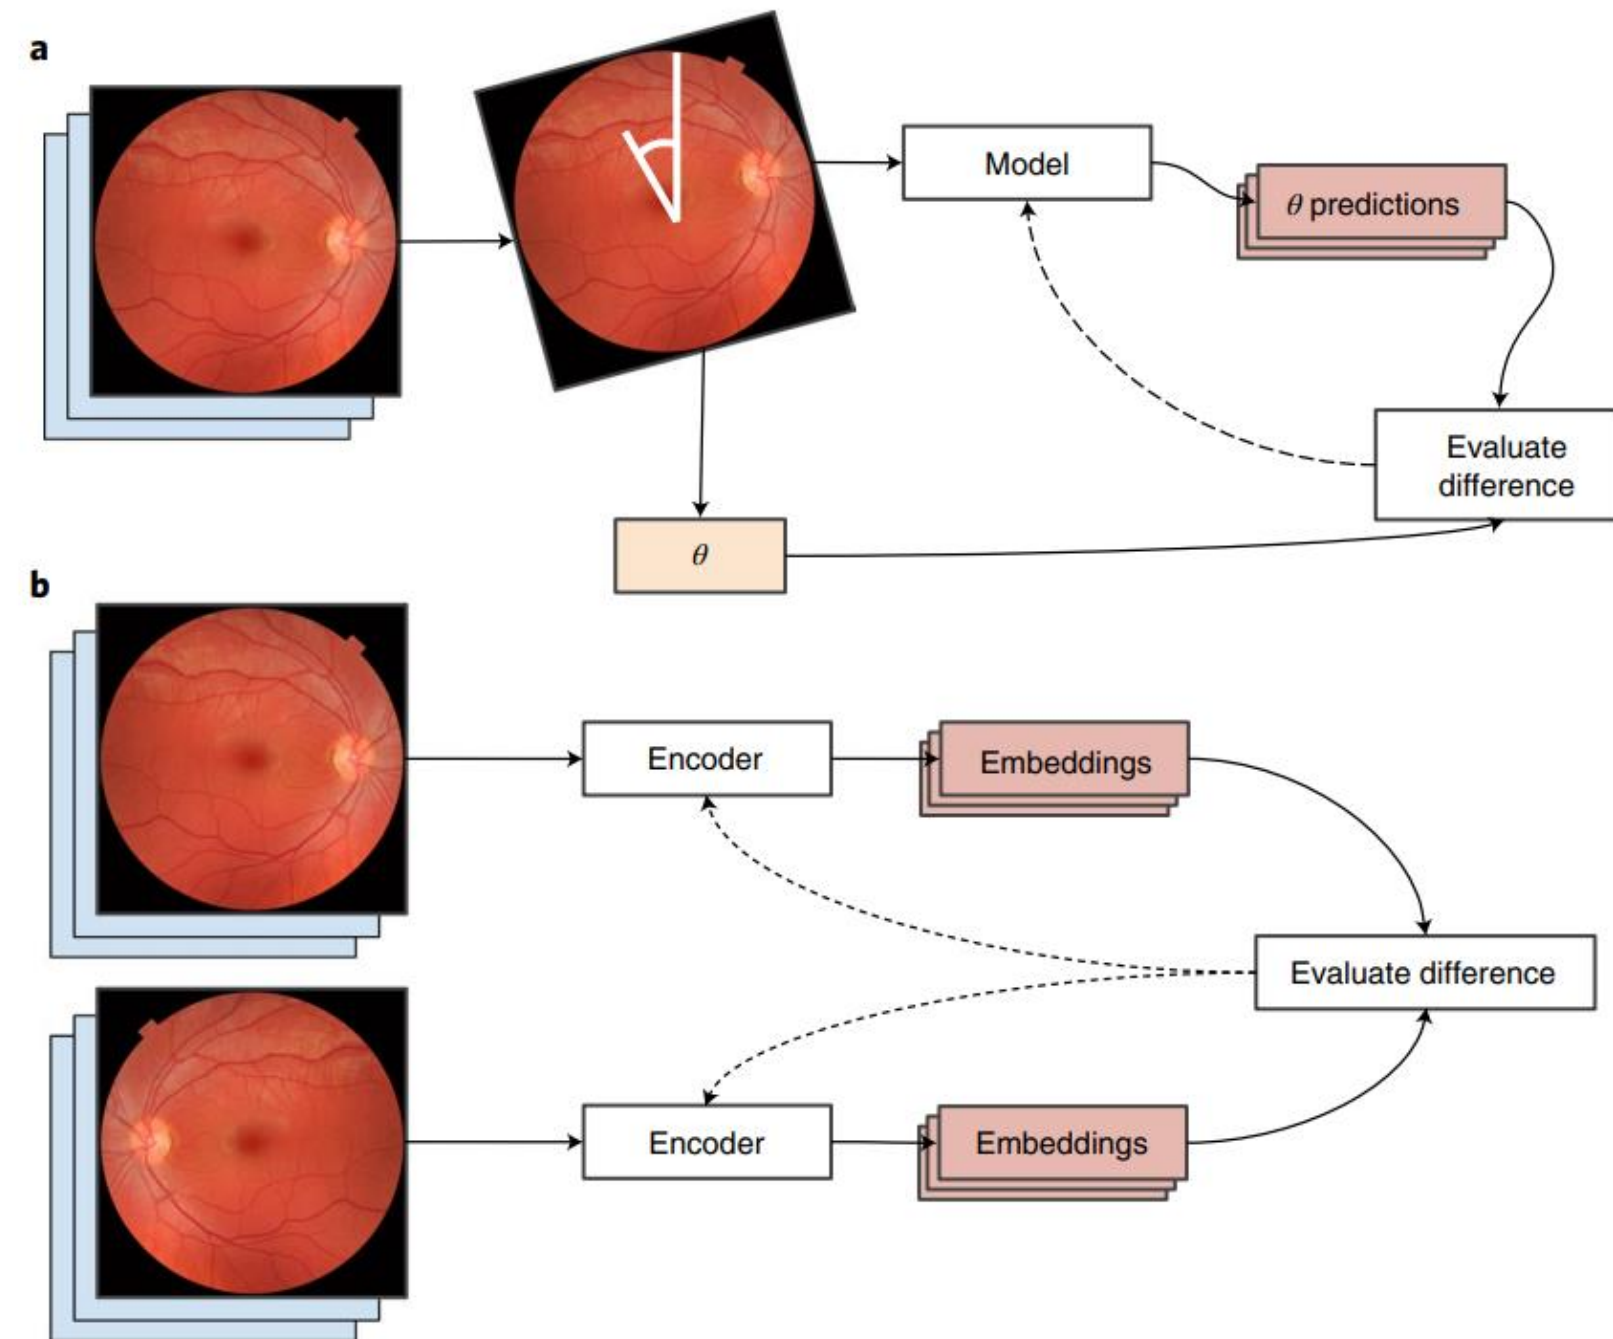 a
Model
θ predictions
Evaluate
difference
θ
b
Encoder
Embeddings
Evaluate difference
Encoder
Embeddings